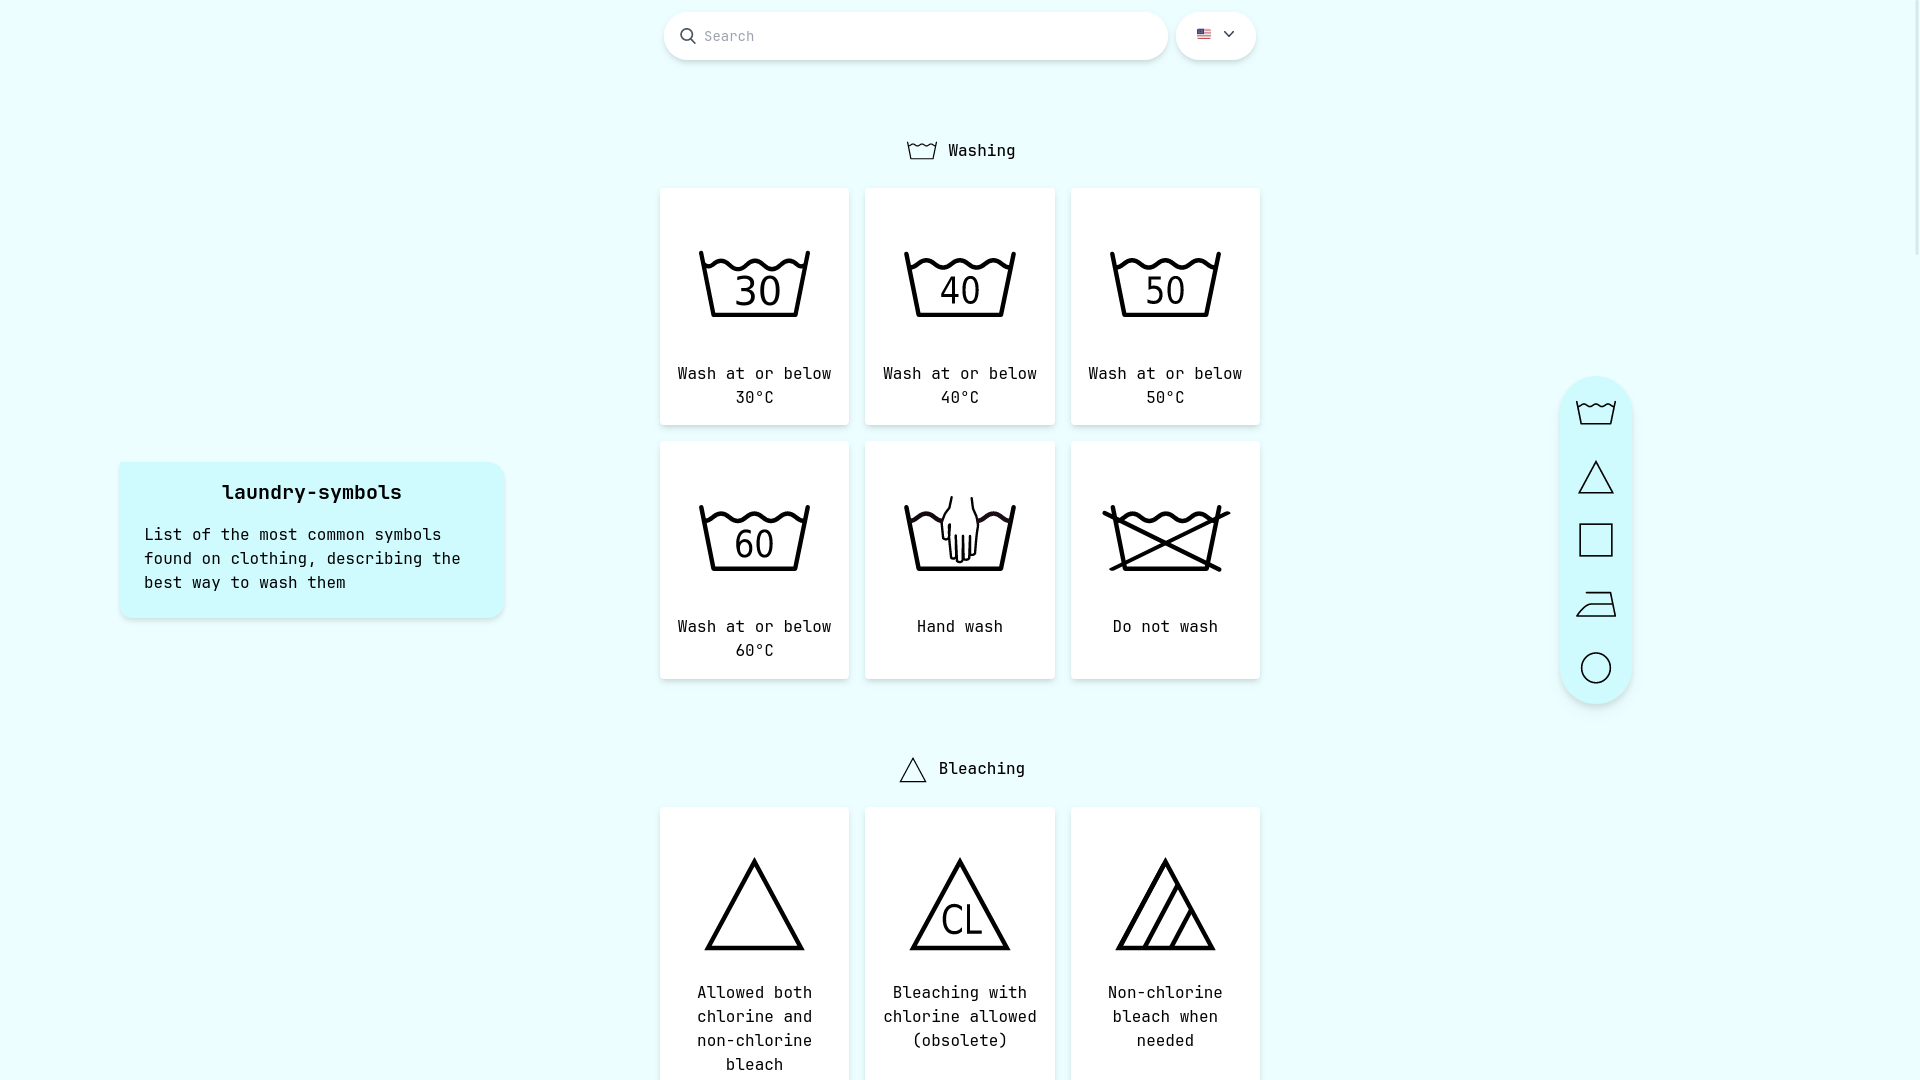 Search
Washing
30
40
50
Wash at or below
30°C
Wash at or below
40°C
Wash at or below
50°C
60
Wash at or below
60°C
Hand wash
Do not wash
laundry-symbols
List of the most common symbols
found on clothing, describing the
best way to wash them
Bleaching
CL
Allowed both
chlorine and
non-chlorine
bleach
Bleaching with
chlorine allowed
(obsolete)
Non-chlorine
bleach when
needed